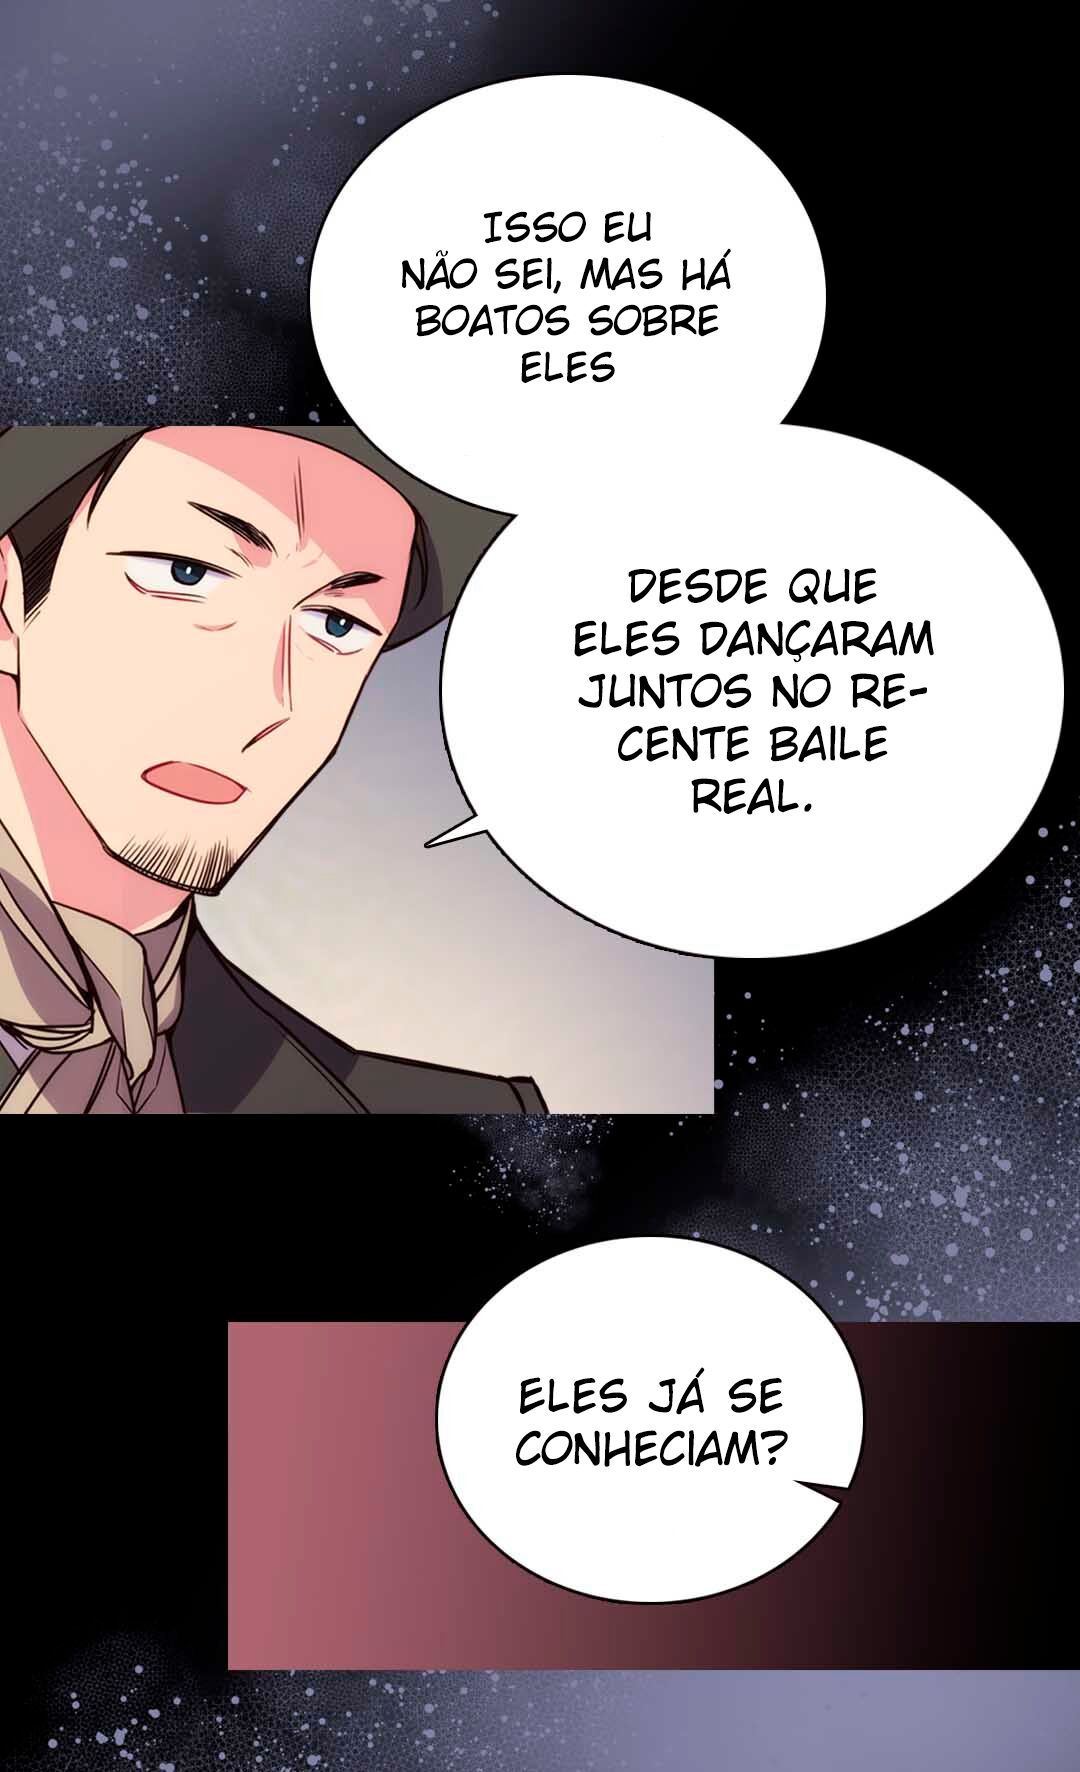 ISSO EU
NÃO SEI, MAS HÁ
BOATOS SOBRE
ELES
DESDE QUE
ELES DANÇARAM
JUNTOS NO RE-
CENTE BAILE
REAL.
ELES JÁ SE
CONHECIAM?